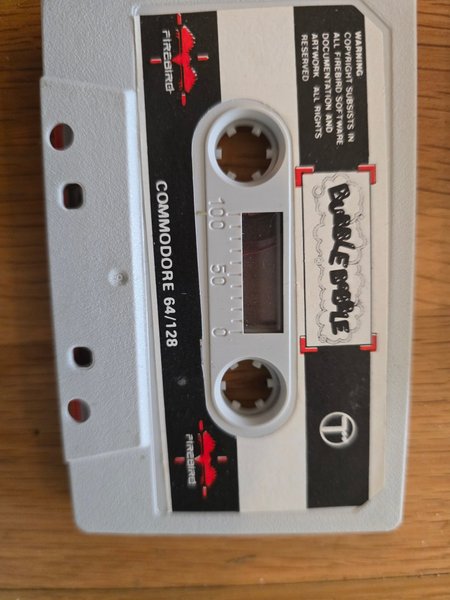 WARNING
COPYRIGHT SUBSISTS IN
ALL FIREBIRD SOFTWARE
DOCUMENTATION AND
ARTWORK ALL RIGHTS
RESERVED
BUBBLE BOBBLE
T
100 50 0
FIREBIRD
COMMODORE 64/128
FIREBIRD